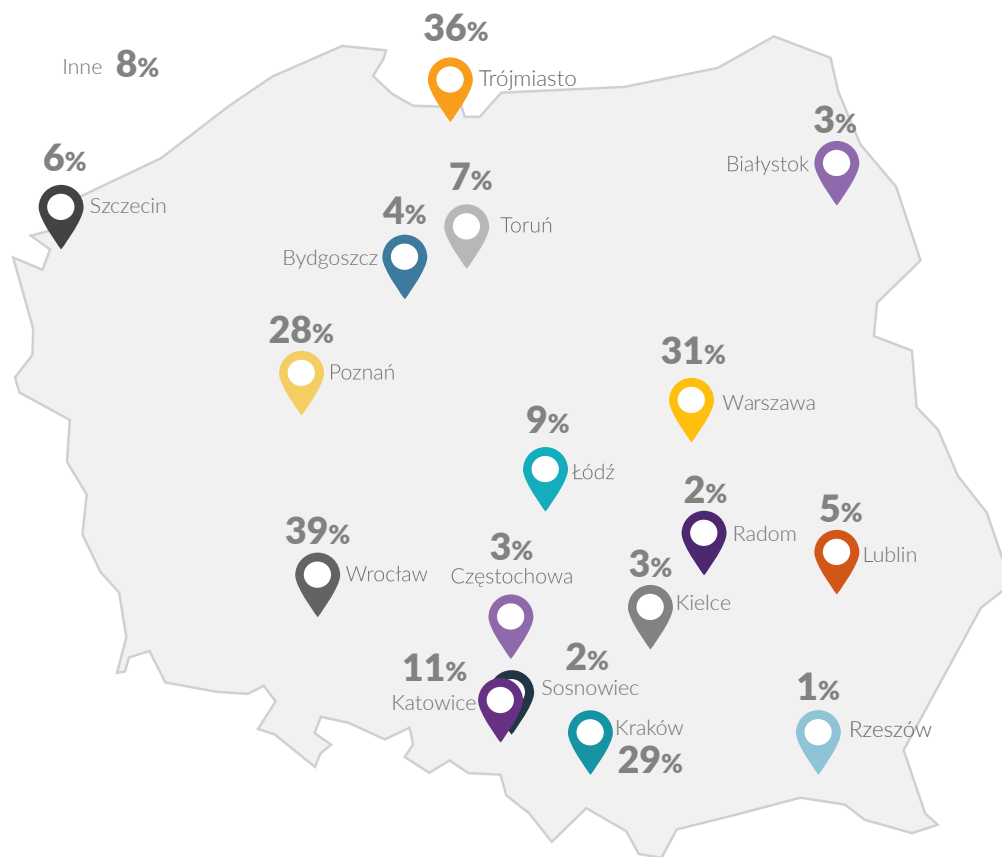 36%
Trójmiasto
Inne 8%
3%
Białystok
6%
Szczecin
7%
Toruń
4%
Bydgoszcz
28%
Poznań
31%
Warszawa
9%
Łódź
2%
Radom
5%
Lublin
39%
Wrocław
3%
Częstochowa
3%
Kielce
11%
Katowice
2%
Sosnowiec
Kraków
29%
1%
Rzeszów